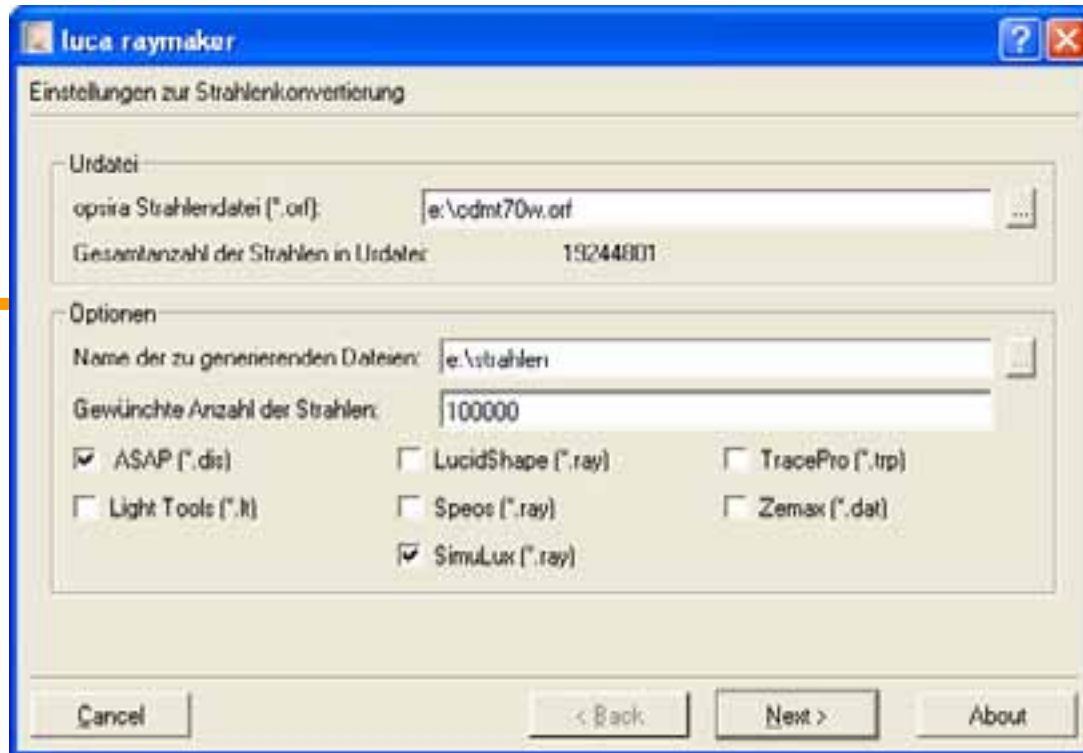 luca raymaker
Einstellungen zur Strahlenkonvertierung
Urdatei
opsira Strahlendatei (*.orf): e:\cdmt70w.orf ...
Gesamtanzahl der Strahlen in Urdatei: 19244801
Optionen
Name der zu generierenden Dateien: e:\strahlen ...
Gewünchte Anzahl der Strahlen: 100000
ASAP (*.dis) LucidShape (*.ray) TracePro (*.trp)
Light Tools (*.lt) Speos (*.ray) Zemax (*.dat)
SimuLux (*.ray)
Cancel < Back Next > About